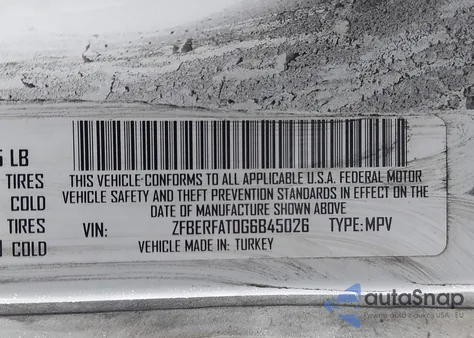 5 LB
TIRES
COLD
TIRES
COLD
THIS VEHICLE CONFORMS TO ALL APPLICABLE U.S.A. FEDERAL MOTOR
VEHICLE SAFETY AND THEFT PREVENTION STANDARDS IN EFFECT ON THE
DATE OF MANUFACTURE SHOWN ABOVE
VIN: ZFBERFAT0G6B45026 TYPE: MPV
VEHICLE MADE IN: TURKEY
autoSnap